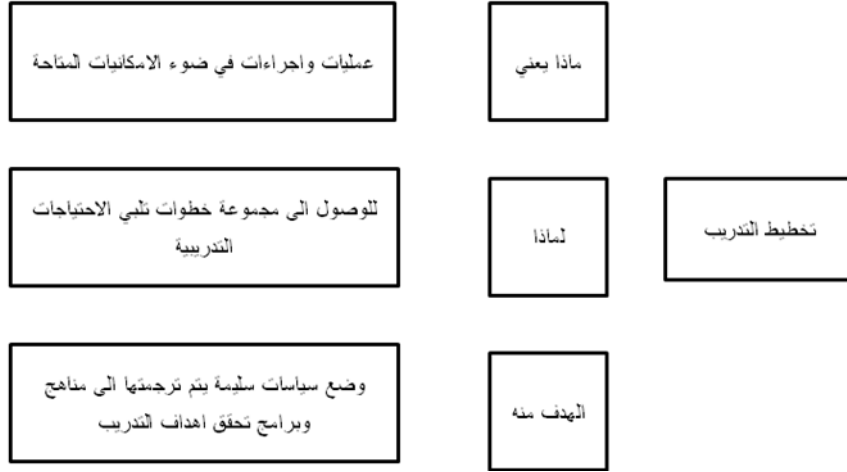 ماذا يعني
عمليات واجراءات في ضوء الامكانيات المتاحة
تخطيط التدريب
لماذا
للوصول الى مجموعة خطوات تلبي الاحتياجات
التدريبية
الهدف منه
وضع سياسات سليمة يتم ترجمتها الى مناهج
وبرامج تحقق اهداف التدريب